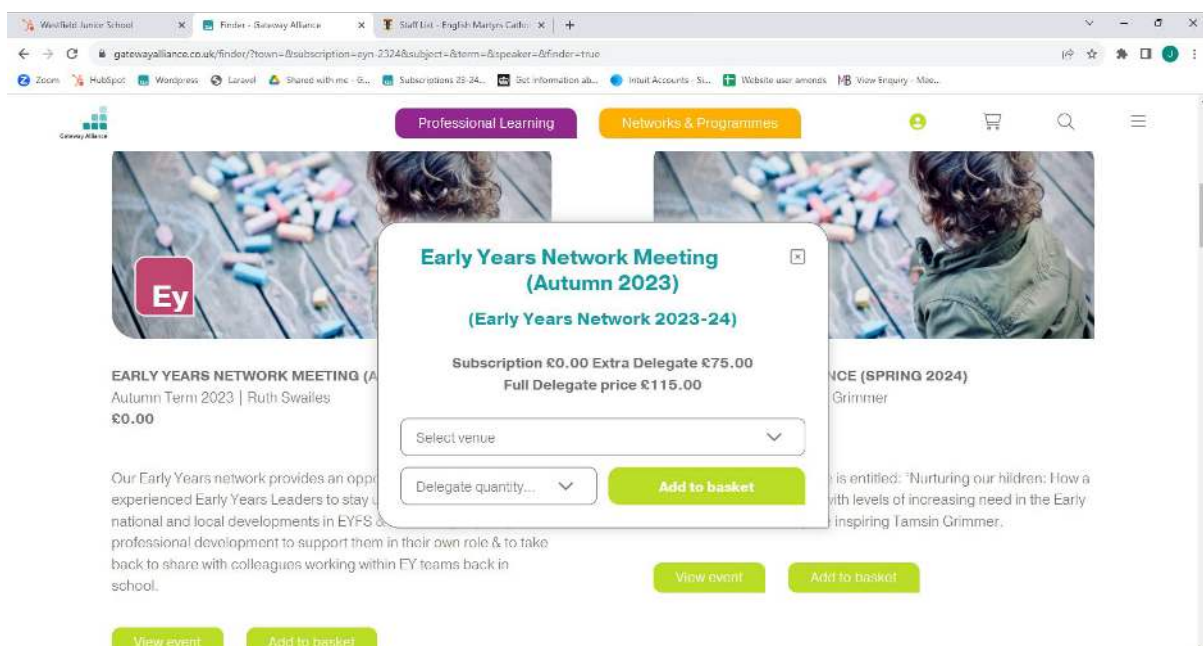 Westfield Junior School
Finder - Gateway Alliance
Staff List - English Martyrs Cathol
gatewayalliance.co.uk/finder/?town=&subscription=eyn-2324&subject=&term=&speaker=&finder=true
Zoom HubSpot Wordpress Laravel Shared with me - G... Subscriptions 23-24... Get information ab... Intuit Accounts - Si... Website user amends MB View Enquiry - Mee...
Gateway Alliance
Professional Learning
Networks & Programmes
J
Ey
Early Years Network Meeting
(Autumn 2023)
(Early Years Network 2023-24)
Subscription £0.00 Extra Delegate £75.00
Full Delegate price £115.00
Select venue
Delegate quantity...
Add to basket
EARLY YEARS NETWORK MEETING (A
Autumn Term 2023 | Ruth Swailes
£0.00
Our Early Years network provides an oppo
experienced Early Years Leaders to stay
national and local developments in EYFS &
professional development to support them in their own role & to take
back to share with colleagues working within EY teams back in
school.
View event
Add to basket
NCE (SPRING 2024)
Grimmer
is entitled: "Nurturing our hildren: How a
ith levels of increasing need in the Early
inspiring Tamsin Grimmer.
View event
Add to basket